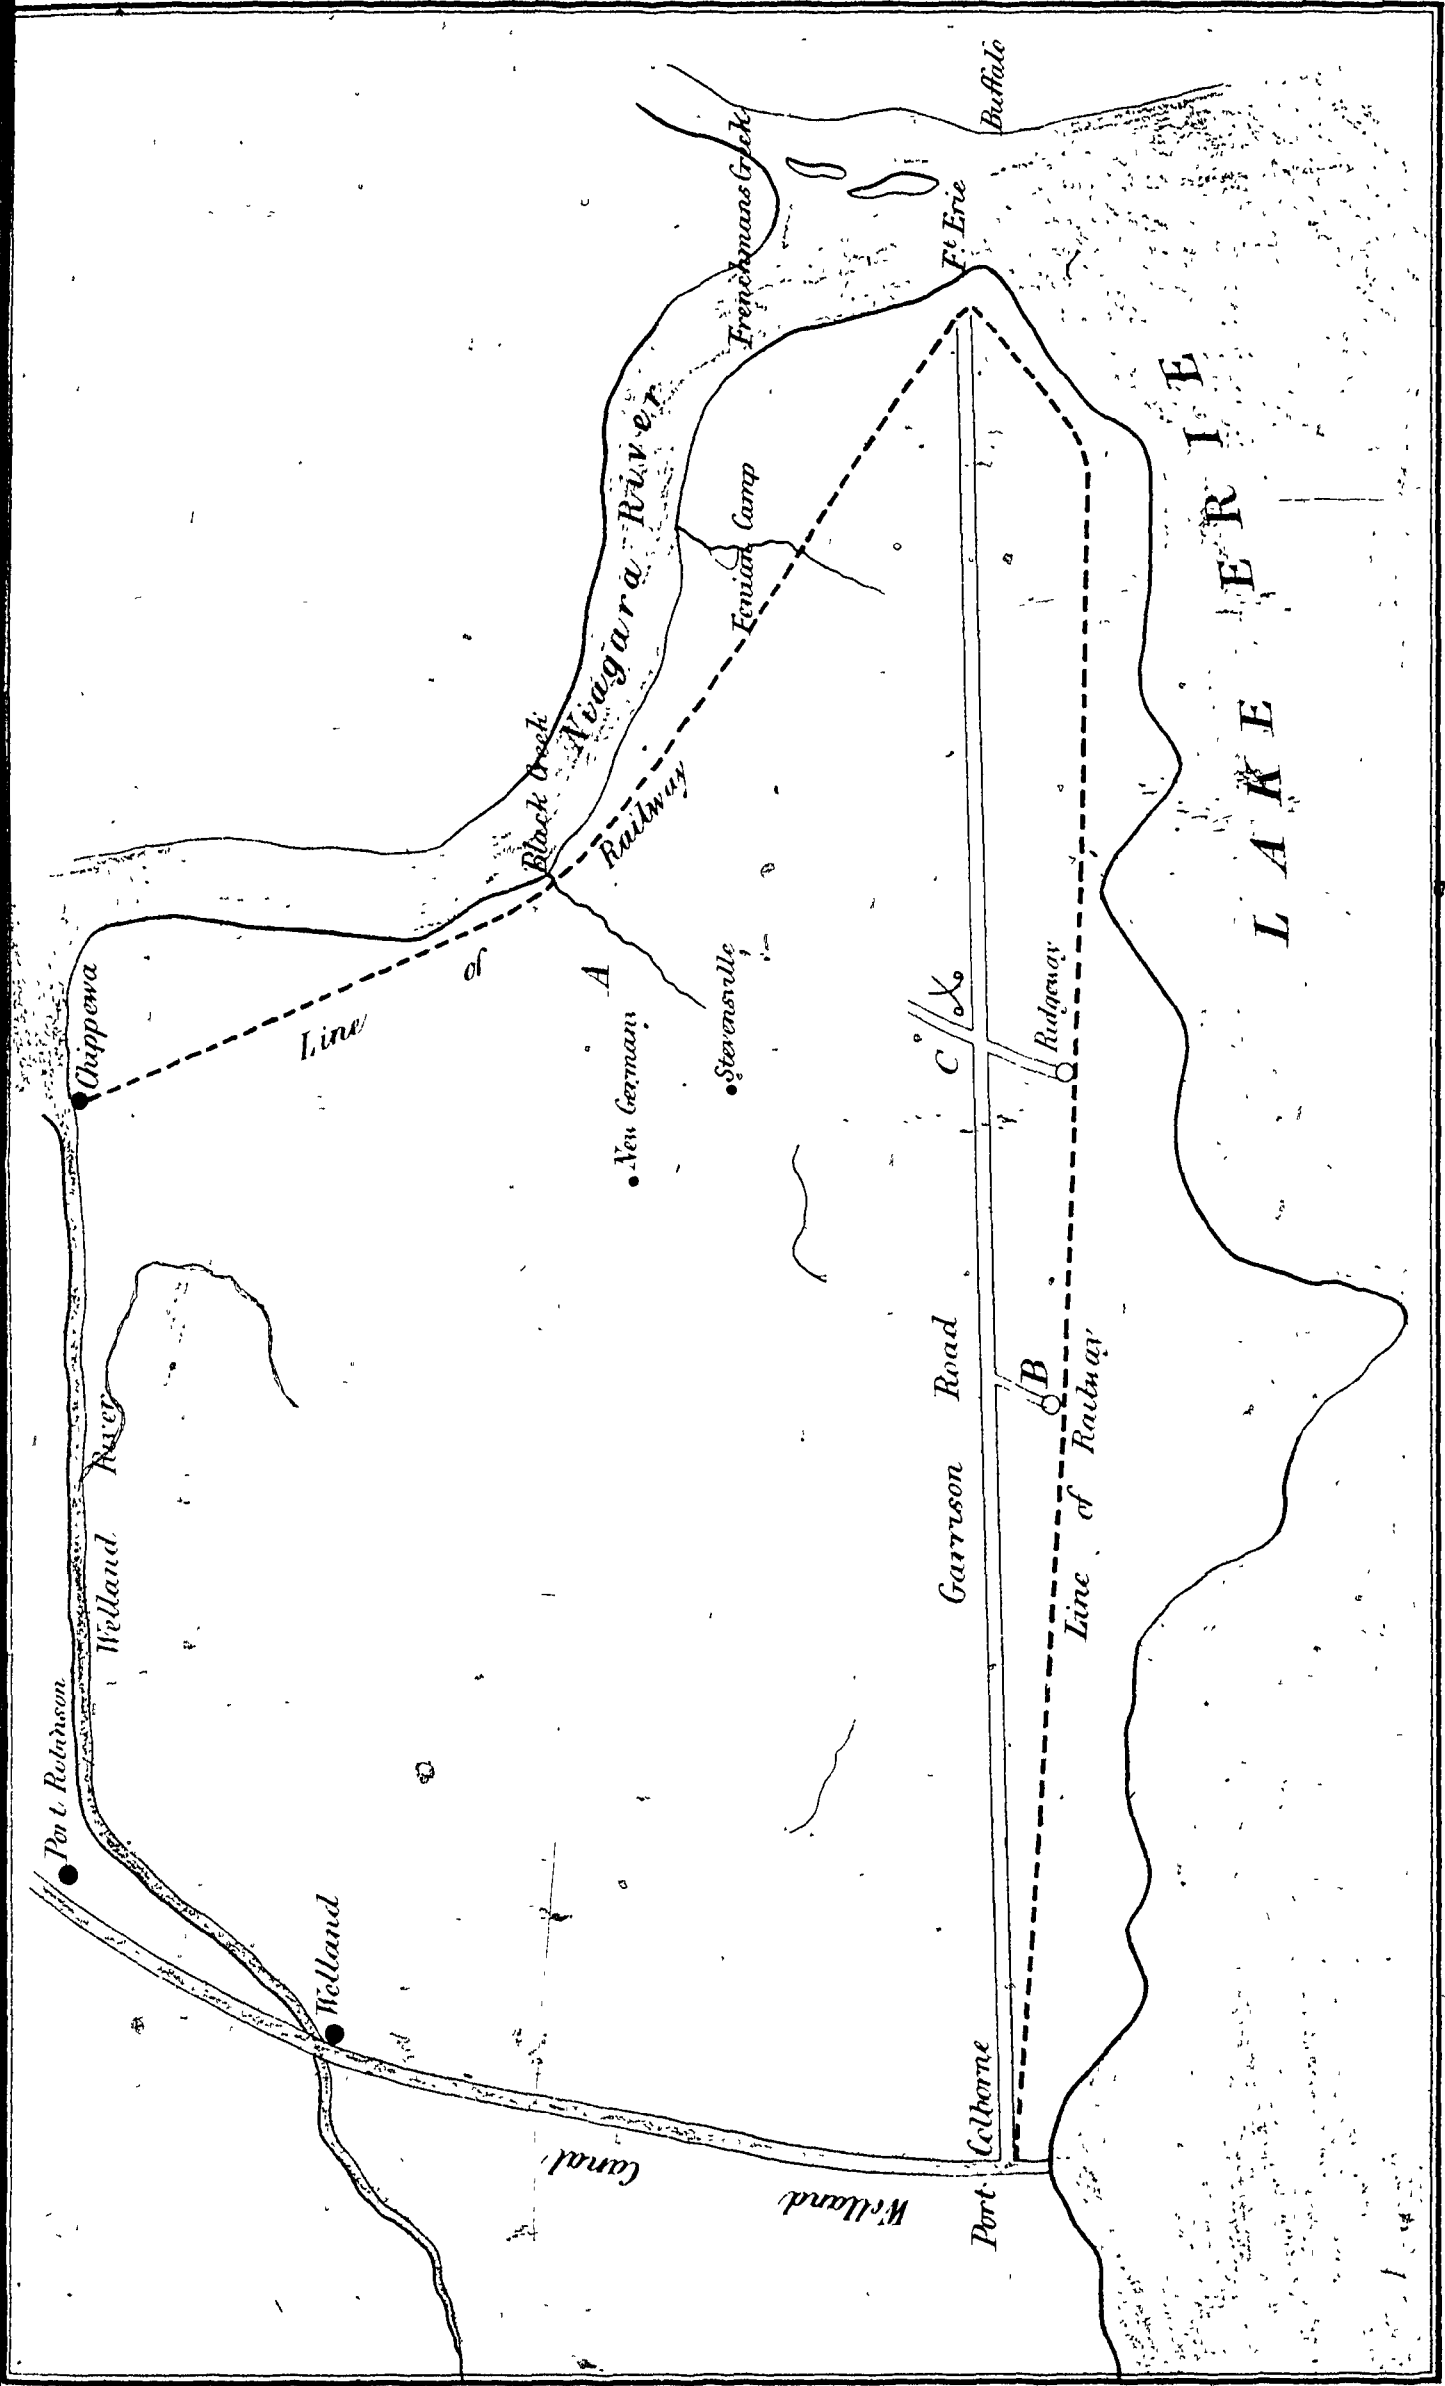 Port Robinson
Welland River
Chippewa
Welland
Line of Railway
Black Creek
Niagara River
Frenchmans Creek
Buffalo
Ft Erie
Fenian Camp
A
New Germany
Stevensville
Welland Canal
Garrison Road
C
Ridgeway
B
Line of Railway
Port Colborne
LAKE ERIE